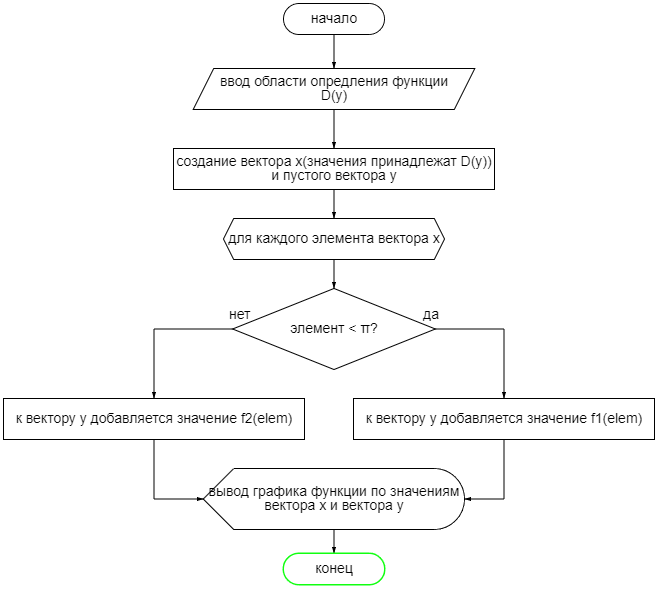 начало
ввод области опредления функции
D(y)
создание вектора x(значения принадлежат D(y))
и пустого вектора y
для каждого элемента вектора x
нет
да
элемент < π?
к вектору y добавляется значение f2(elem)
к вектору y добавляется значение f1(elem)
вывод графика функции по значениям
вектора x и вектора y
конец